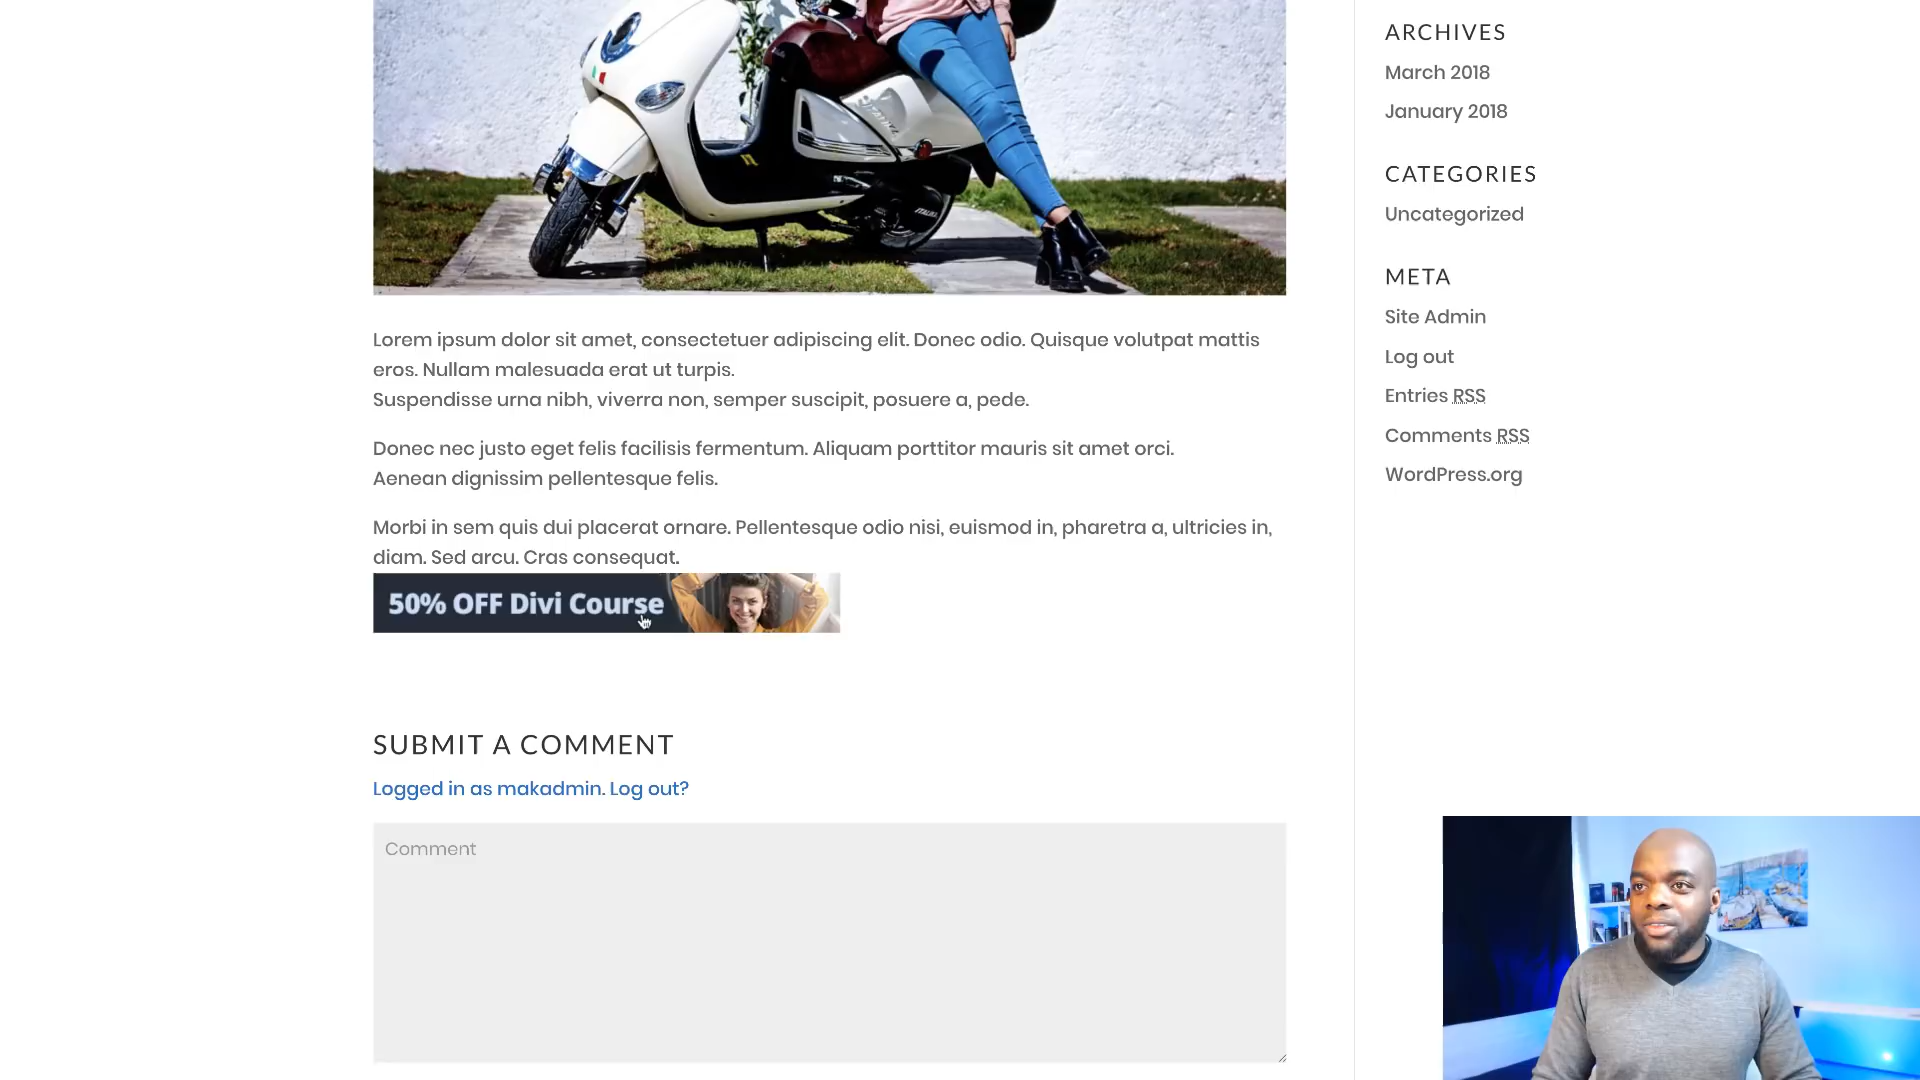 Lorem ipsum dolor sit amet, consectetuer adipiscing elit. Donec odio. Quisque volutpat mattis
eros. Nullam malesuada erat ut turpis.
Suspendisse urna nibh, viverra non, semper suscipit, posuere a, pede.
Donec nec justo eget felis facilisis fermentum. Aliquam porttitor mauris sit amet orci.
Aenean dignissim pellentesque felis.
Morbi in sem quis dui placerat ornare. Pellentesque odio nisi, euismod in, pharetra a, ultricies in,
diam. Sed arcu. Cras consequat.
50% OFF Divi Course
SUBMIT A COMMENT
Logged in as makadmin. Log out?
Comment
ARCHIVES
March 2018
January 2018
CATEGORIES
Uncategorized
META
Site Admin
Log out
Entries RSS
Comments RSS
WordPress.org